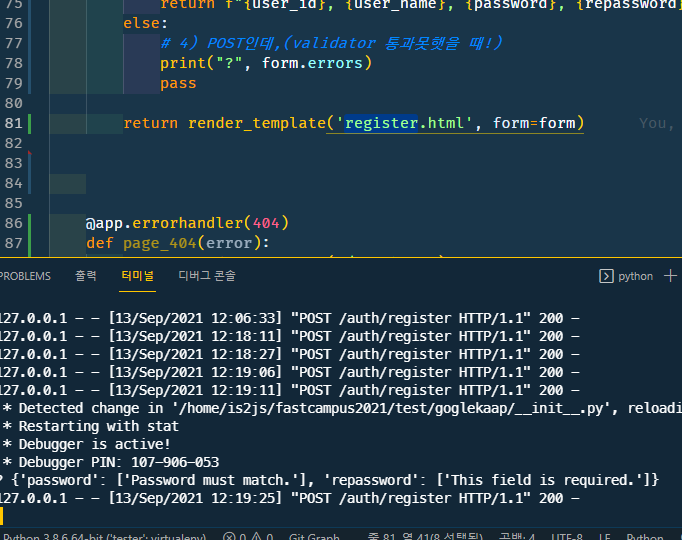 75 return f"{user_id}, {user_name}, {password}, {repassword}
76 else:
77 # 4) POST인데,(validator 통과못했을 때!)
78 print("?", form.errors)
79 pass
80
81 return render_template('register.html', form=form) You,
82
83
84
85
86 @app.errorhandler(404)
87 def page_404(error):
PROBLEMS 출력 터미널 디버그 콘솔 python
127.0.0.1 - - [13/Sep/2021 12:06:33] "POST /auth/register HTTP/1.1" 200 -
127.0.0.1 - - [13/Sep/2021 12:18:11] "POST /auth/register HTTP/1.1" 200 -
127.0.0.1 - - [13/Sep/2021 12:18:27] "POST /auth/register HTTP/1.1" 200 -
127.0.0.1 - - [13/Sep/2021 12:19:06] "POST /auth/register HTTP/1.1" 200 -
127.0.0.1 - - [13/Sep/2021 12:19:11] "POST /auth/register HTTP/1.1" 200 -
* Detected change in '/home/is2js/fastcampus2021/test/goglekaap/__init__.py', reloadi
* Restarting with stat
* Debugger is active!
* Debugger PIN: 107-906-053
? {'password': ['Password must match.'], 'repassword': ['This field is required.']}
127.0.0.1 - - [13/Sep/2021 12:19:25] "POST /auth/register HTTP/1.1" 200 -
Python 3.8.6 64-bit ('tester': virtualenv) 0 0 Git Graph 줄 81, 열 41(8 선택됨) 공백: 4 UTF-8 LF Python